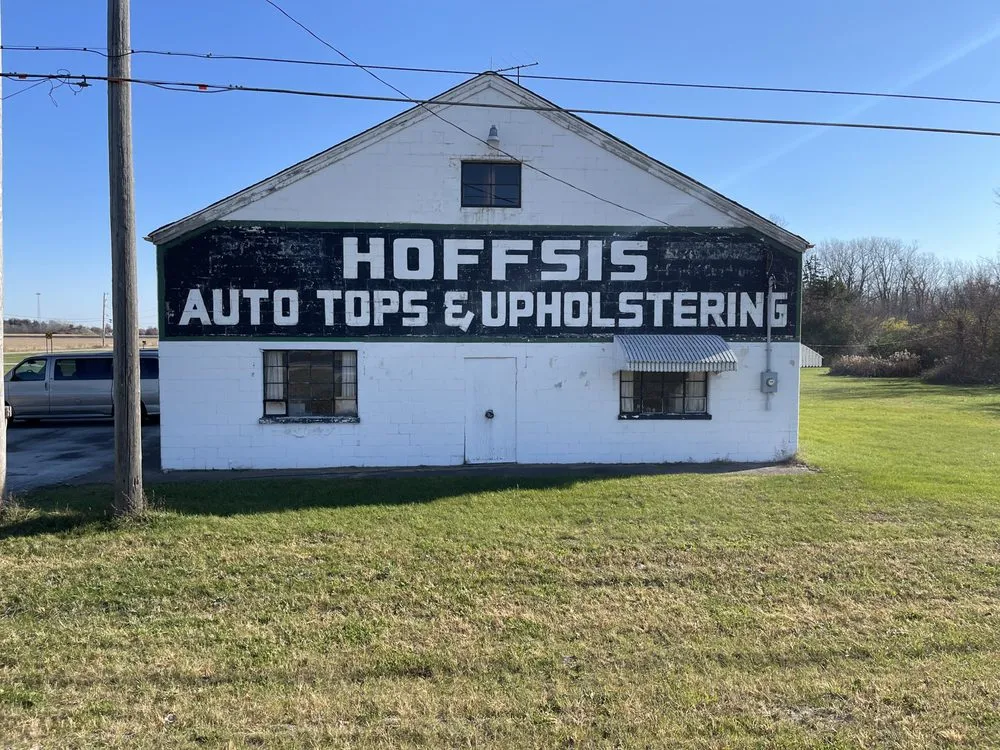 HOFFSIS
AUTO TOPS & UPHOLSTERING